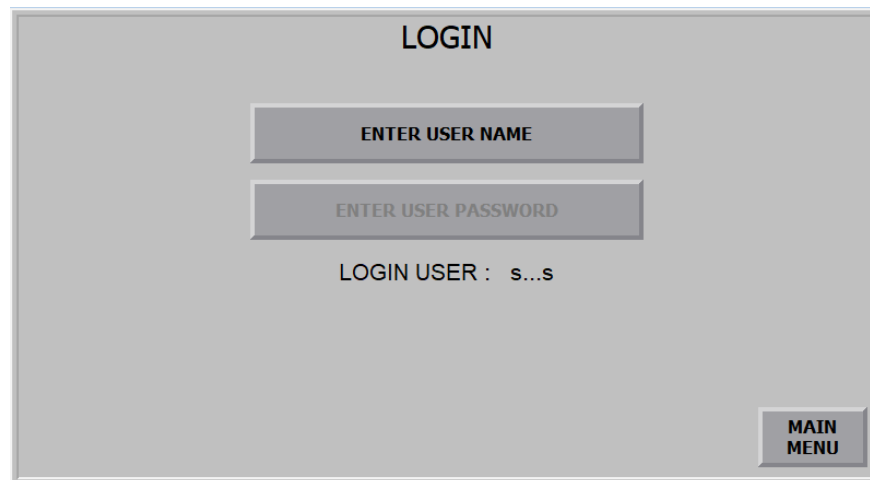 LOGIN
ENTER USER NAME
ENTER USER PASSWORD
LOGIN USER : s...s
MAIN
MENU